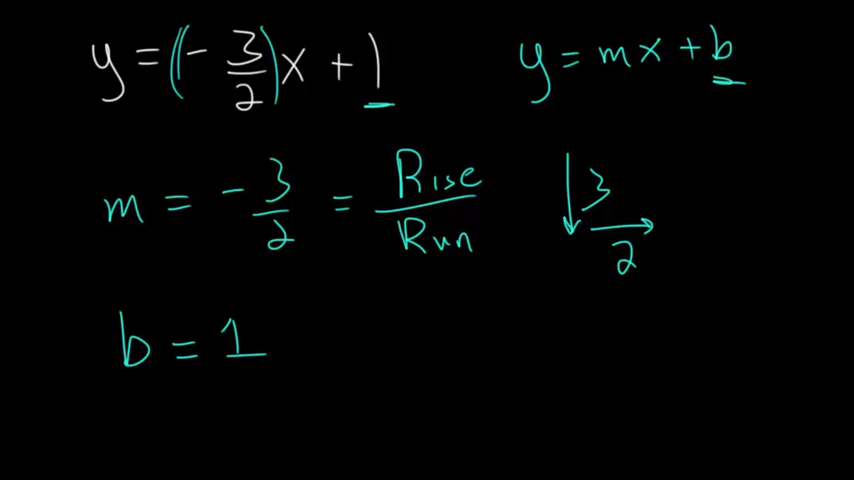 y = (- 3/2)x + 1 y = mx + b
m = - 3/2 = Rise/Run ↓3 →2
b = 1